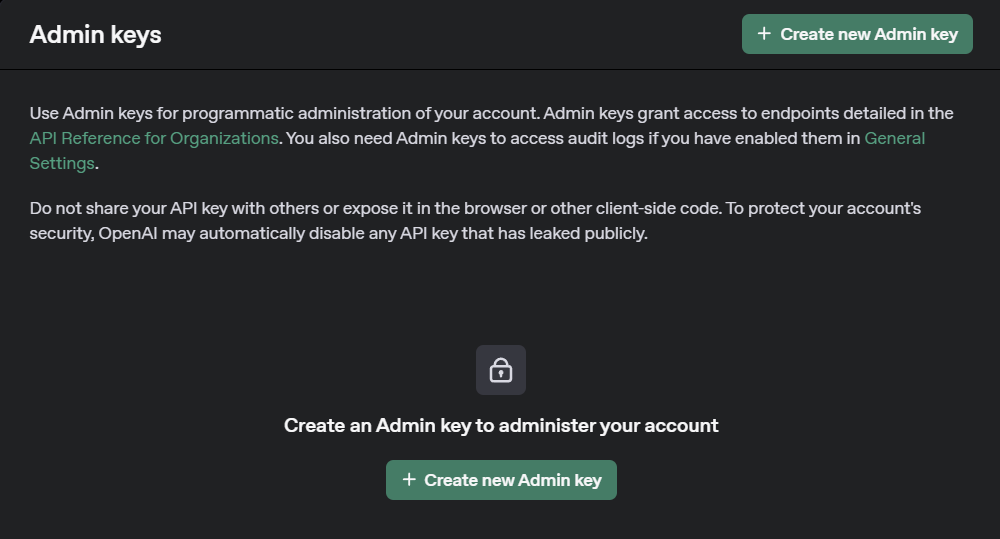 Admin keys
+ Create new Admin key
Use Admin keys for programmatic administration of your account. Admin keys grant access to endpoints detailed in the
API Reference for Organizations. You also need Admin keys to access audit logs if you have enabled them in General
Settings.
Do not share your API key with others or expose it in the browser or other client-side code. To protect your account's
security, OpenAI may automatically disable any API key that has leaked publicly.
Create an Admin key to administer your account
+ Create new Admin key